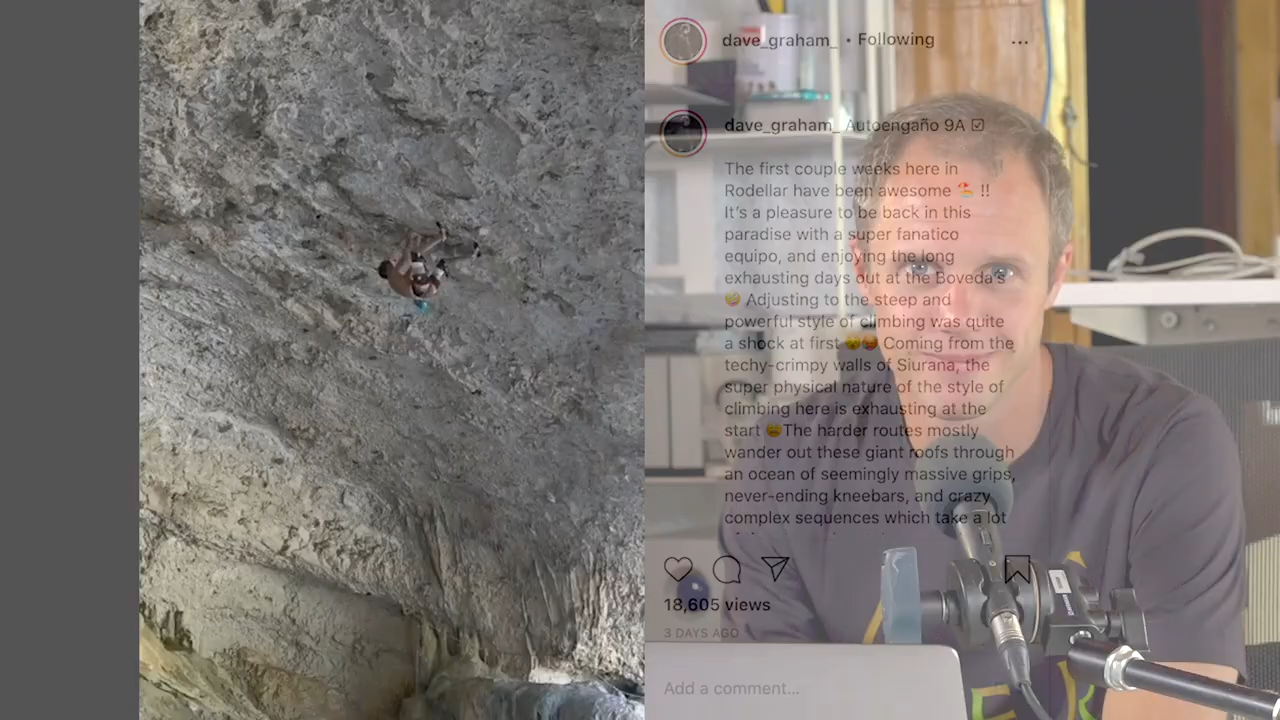 dave_graham_ • Following
dave_graham_ Autoengaño 9A
The first couple weeks here in
Rodellar have been awesome 🏖 !!
It's a pleasure to be back in this
paradise with a super fanatico
equipo, and enjoying the long
exhausting days out at the Boveda's
Adjusting to the steep and
powerful style of climbing was quite
a shock at first Coming from the
techy-crimpy walls of Siurana, the
super physical nature of the style of
climbing here is exhausting at the
start The harder routes mostly
wander out these giant roofs through
an ocean of seemingly massive grips,
never-ending kneebars, and crazy
complex sequences which take a lot
18,605 views
3 DAYS AGO
Add a comment...